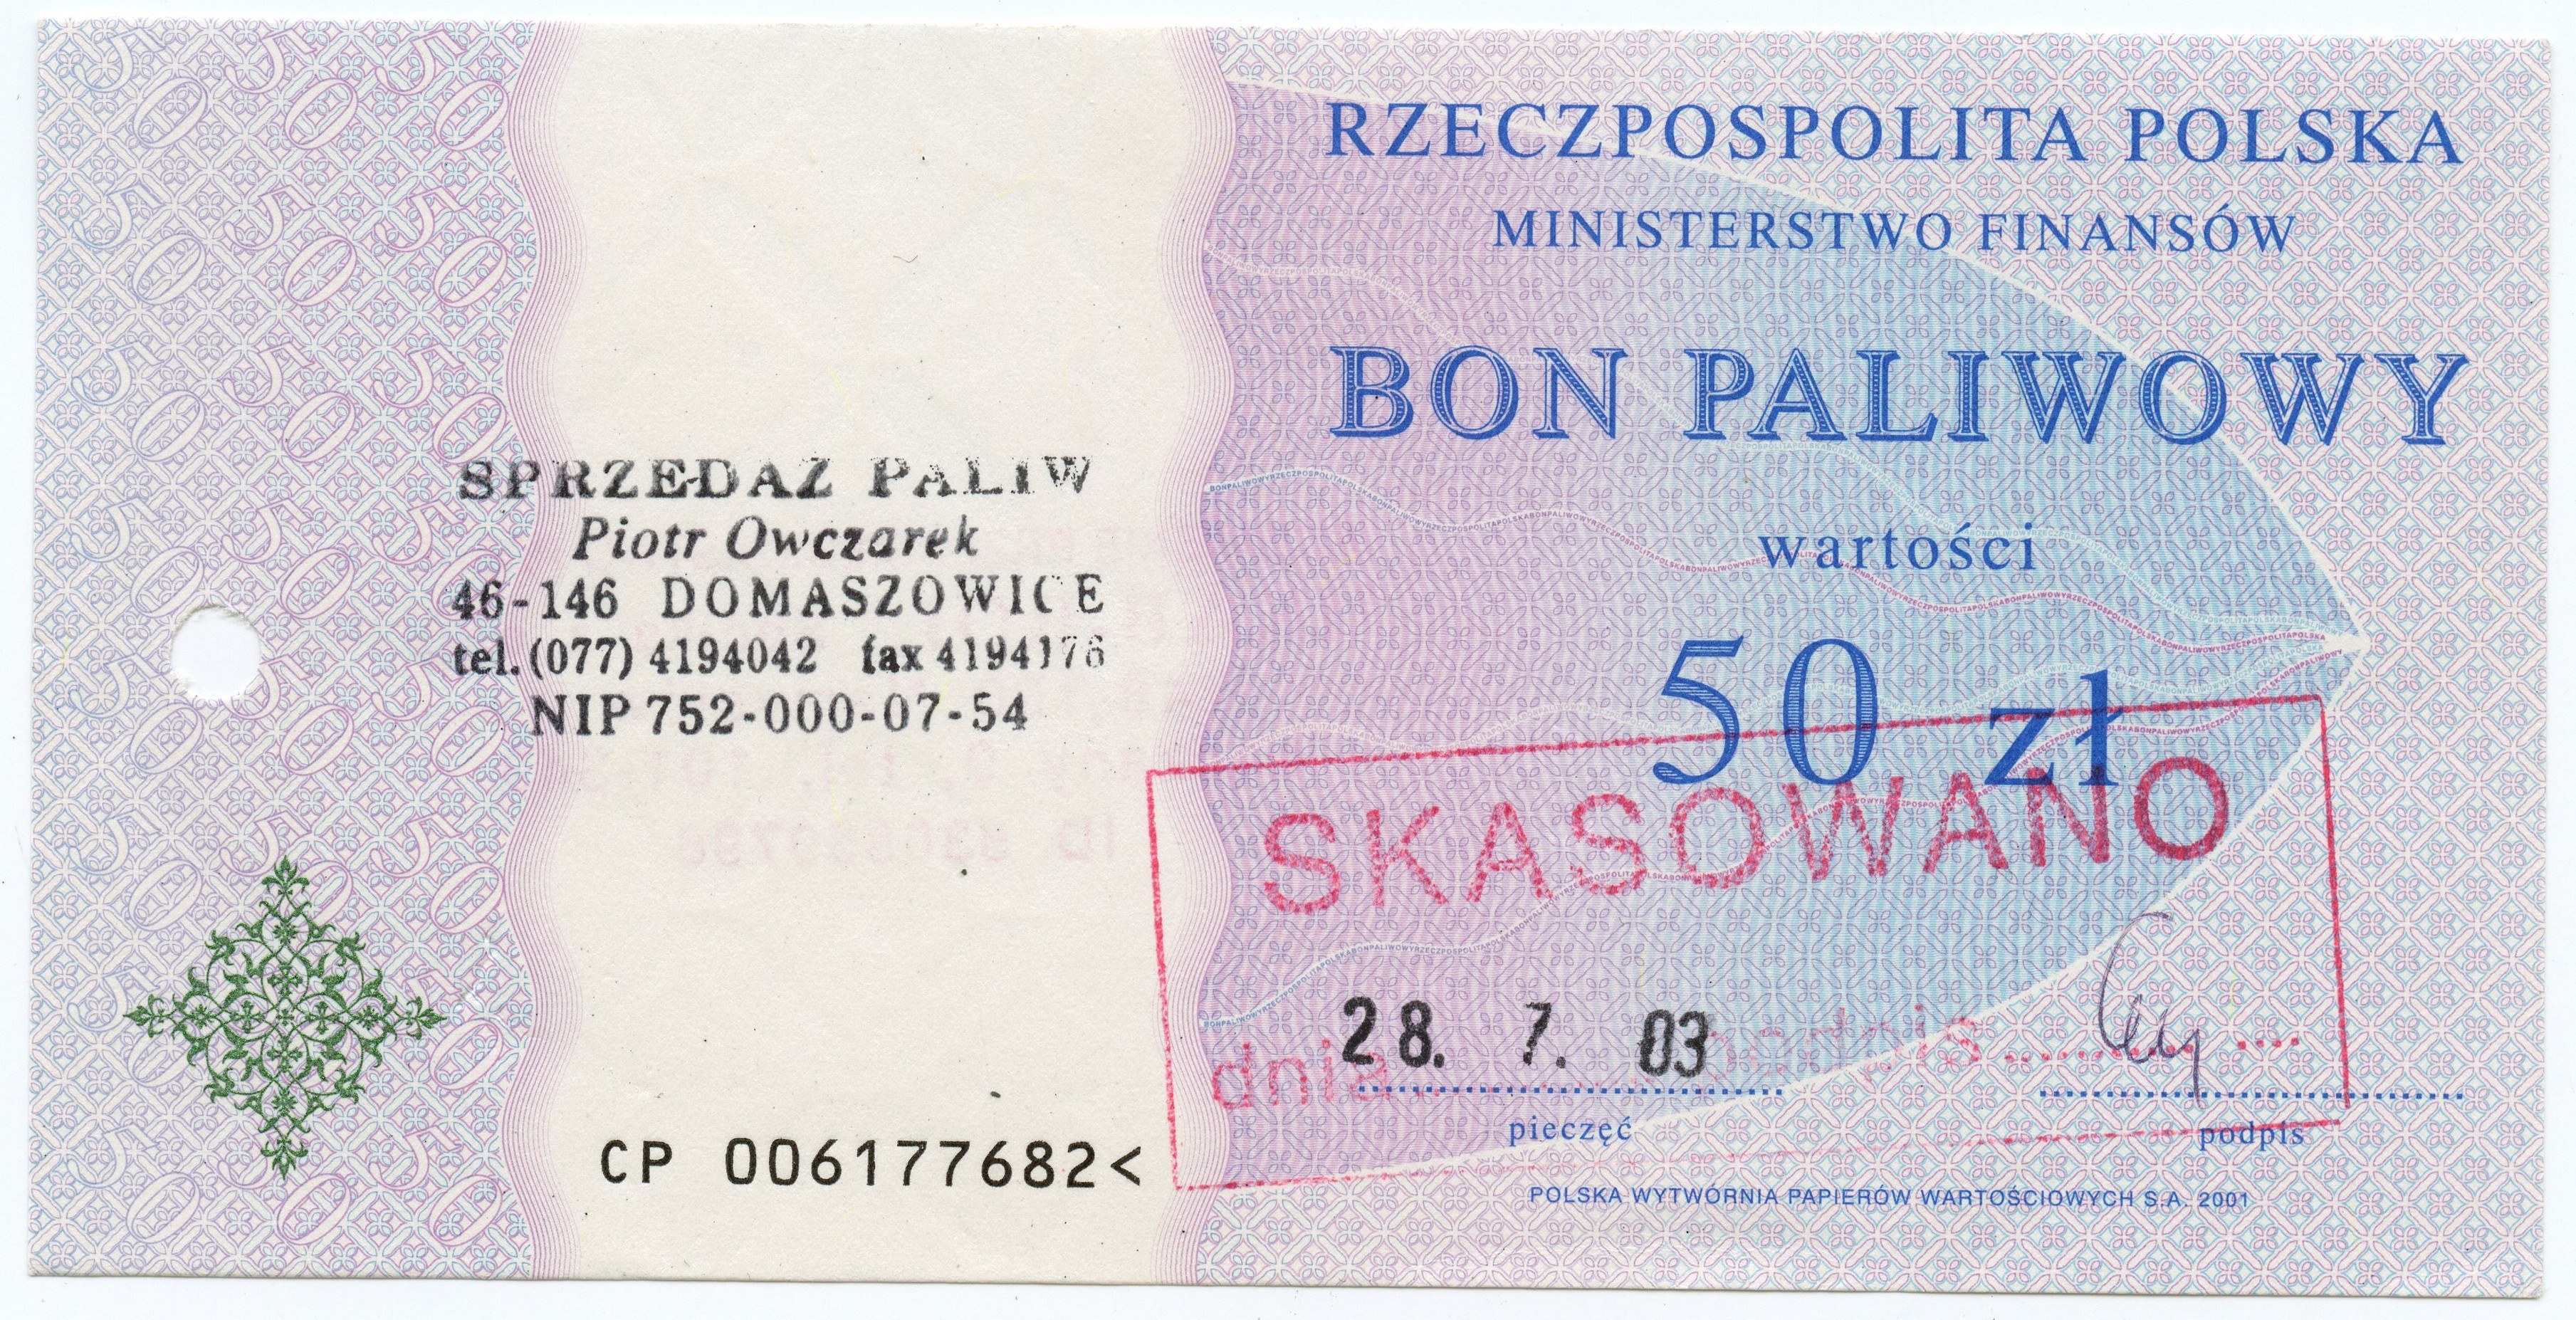 RZECZPOSPOLITA POLSKA
MINISTERSTWO FINANSÓW
BON PALIWOWY
wartości
50 zł
SPRZEDAŻ PALIW
Piotr Owczarek
46-146 DOMASZOWICE
tel. (077) 4194042 fax 4194176
NIP 752-000-07-54
SKASOWANO
dnia 28. 7. 03
pieczęć
podpis
CP 006177682<
POLSKA WYTWÓRNIA PAPIERÓW WARTOŚCIOWYCH S.A. 2001